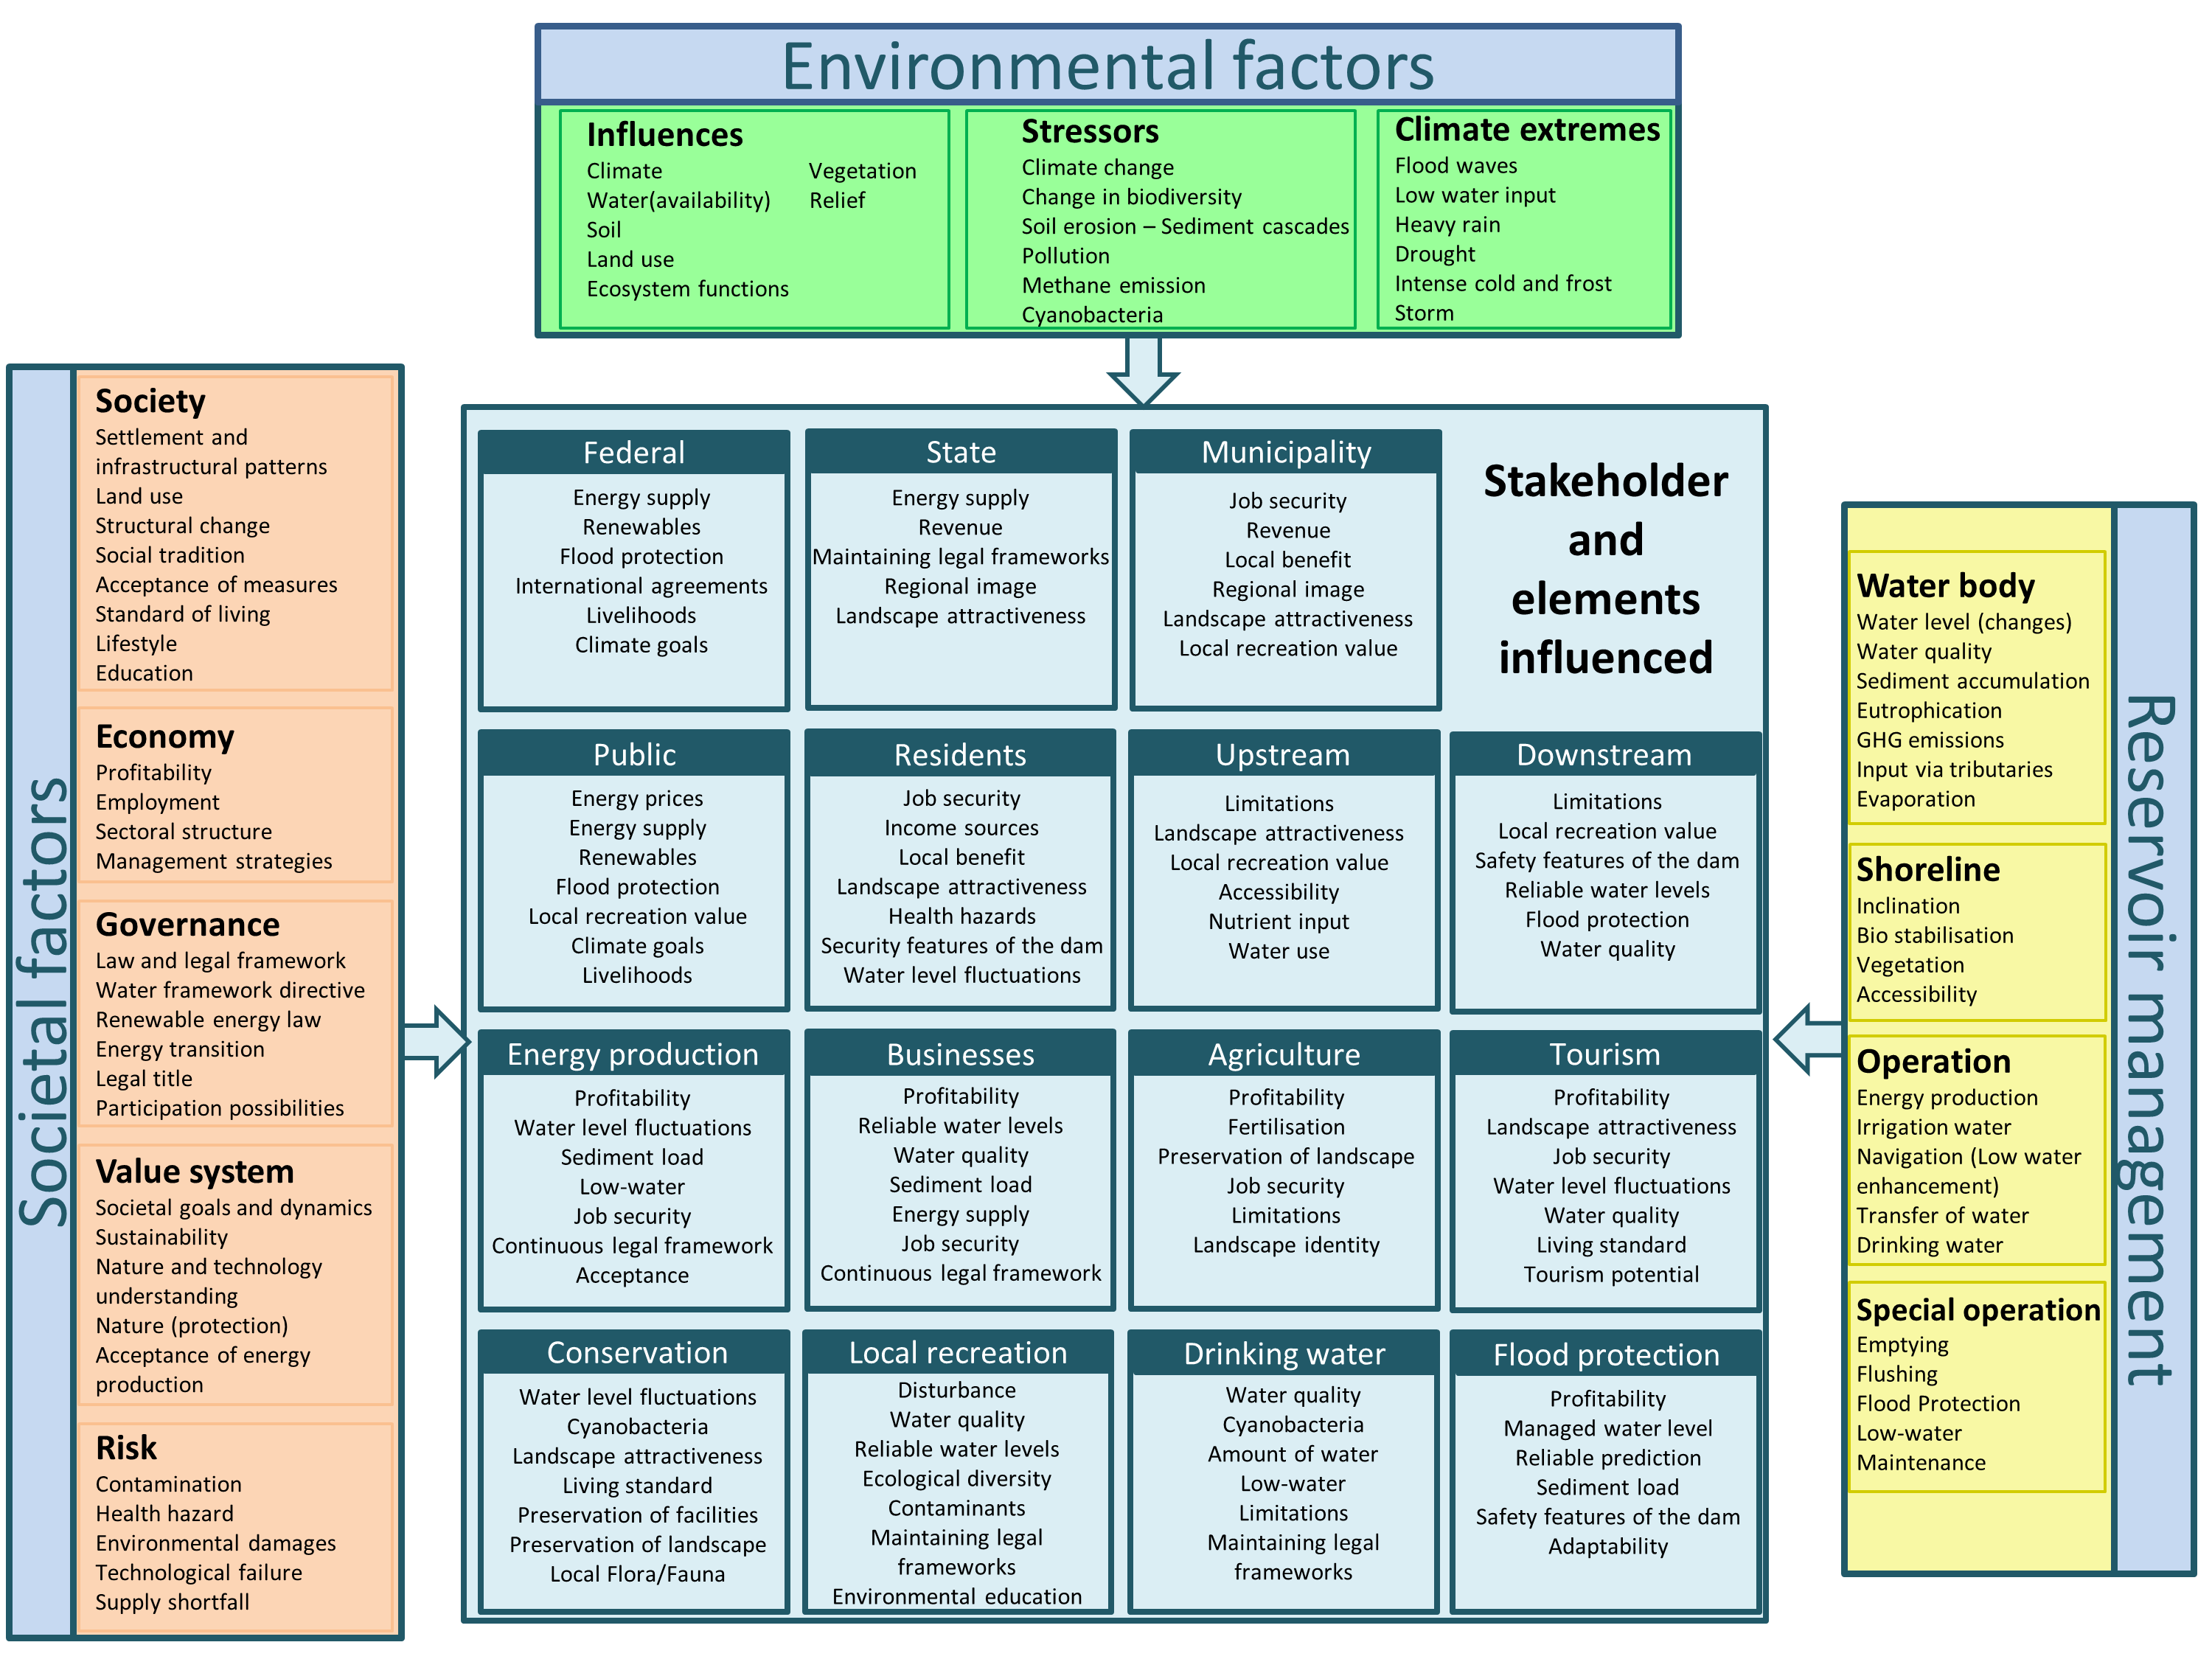 Environmental factors
Influences
Climate
Water(availability)
Soil
Land use
Ecosystem functions
Vegetation
Relief
Stressors
Climate change
Change in biodiversity
Soil erosion – Sediment cascades
Pollution
Methane emission
Cyanobacteria
Climate extremes
Flood waves
Low water input
Heavy rain
Drought
Intense cold and frost
Storm
Societal factors
Society
Settlement and
infrastructural patterns
Land use
Structural change
Social tradition
Acceptance of measures
Standard of living
Lifestyle
Education
Economy
Profitability
Employment
Sectoral structure
Management strategies
Governance
Law and legal framework
Water framework directive
Renewable energy law
Energy transition
Legal title
Participation possibilities
Value system
Societal goals and dynamics
Sustainability
Nature and technology
understanding
Nature (protection)
Acceptance of energy
production
Risk
Contamination
Health hazard
Environmental damages
Technological failure
Supply shortfall
Federal
Energy supply
Renewables
Flood protection
International agreements
Livelihoods
Climate goals
State
Energy supply
Revenue
Maintaining legal frameworks
Regional image
Landscape attractiveness
Municipality
Job security
Revenue
Local benefit
Regional image
Landscape attractiveness
Local recreation value
Stakeholder
and
elements
influenced
Public
Energy prices
Energy supply
Renewables
Flood protection
Local recreation value
Climate goals
Livelihoods
Residents
Job security
Income sources
Local benefit
Landscape attractiveness
Health hazards
Security features of the dam
Water level fluctuations
Upstream
Limitations
Landscape attractiveness
Local recreation value
Accessibility
Nutrient input
Water use
Downstream
Limitations
Local recreation value
Safety features of the dam
Reliable water levels
Flood protection
Water quality
Energy production
Profitability
Water level fluctuations
Sediment load
Low-water
Job security
Continuous legal framework
Acceptance
Businesses
Profitability
Reliable water levels
Water quality
Sediment load
Energy supply
Job security
Continuous legal framework
Agriculture
Profitability
Fertilisation
Preservation of landscape
Job security
Limitations
Landscape identity
Tourism
Profitability
Landscape attractiveness
Job security
Water level fluctuations
Water quality
Living standard
Tourism potential
Conservation
Water level fluctuations
Cyanobacteria
Landscape attractiveness
Living standard
Preservation of facilities
Preservation of landscape
Local Flora/Fauna
Local recreation
Disturbance
Water quality
Reliable water levels
Ecological diversity
Contaminants
Maintaining legal
frameworks
Environmental education
Drinking water
Water quality
Cyanobacteria
Amount of water
Low-water
Limitations
Maintaining legal
frameworks
Flood protection
Profitability
Managed water level
Reliable prediction
Sediment load
Safety features of the dam
Adaptability
Water body
Water level (changes)
Water quality
Sediment accumulation
Eutrophication
GHG emissions
Input via tributaries
Evaporation
Shoreline
Inclination
Bio stabilisation
Vegetation
Accessibility
Operation
Energy production
Irrigation water
Navigation (Low water
enhancement)
Transfer of water
Drinking water
Special operation
Emptying
Flushing
Flood Protection
Low-water
Maintenance
Reservoir management